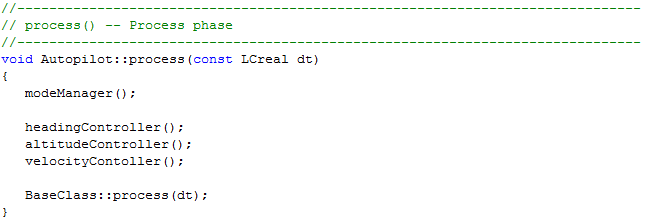 //------------------------------------------------------------------------------
// process() -- Process phase
//------------------------------------------------------------------------------
void Autopilot::process(const LCreal dt)
{
   modeManager();

   headingController();
   altitudeController();
   velocityContoller();

   BaseClass::process(dt);
}